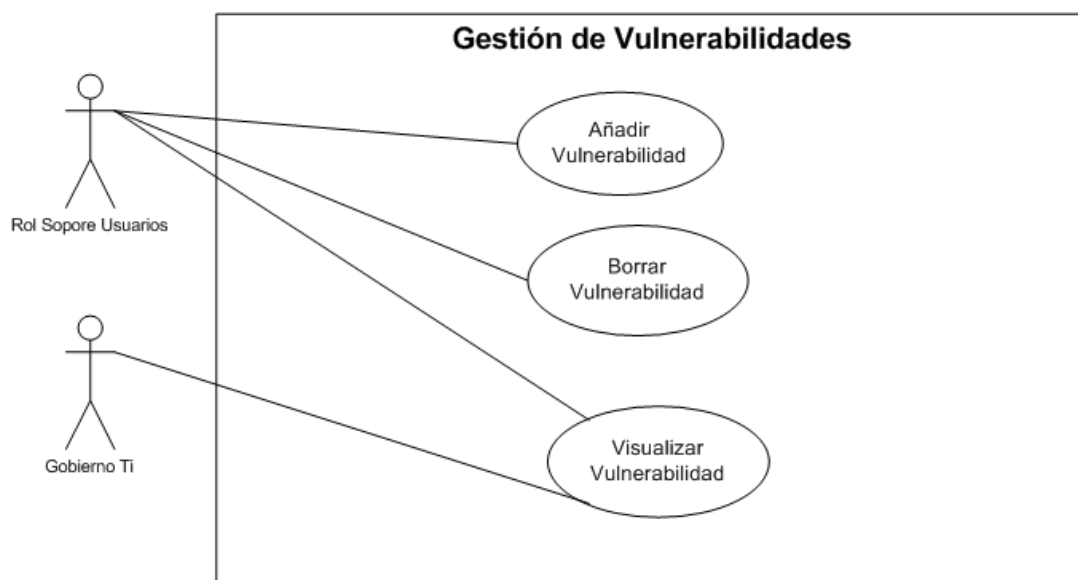 Gestión de Vulnerabilidades
Añadir
Vulnerabilidad
Rol Sopore Usuarios
Borrar
Vulnerabilidad
Gobierno Ti
Visualizar
Vulnerabilidad